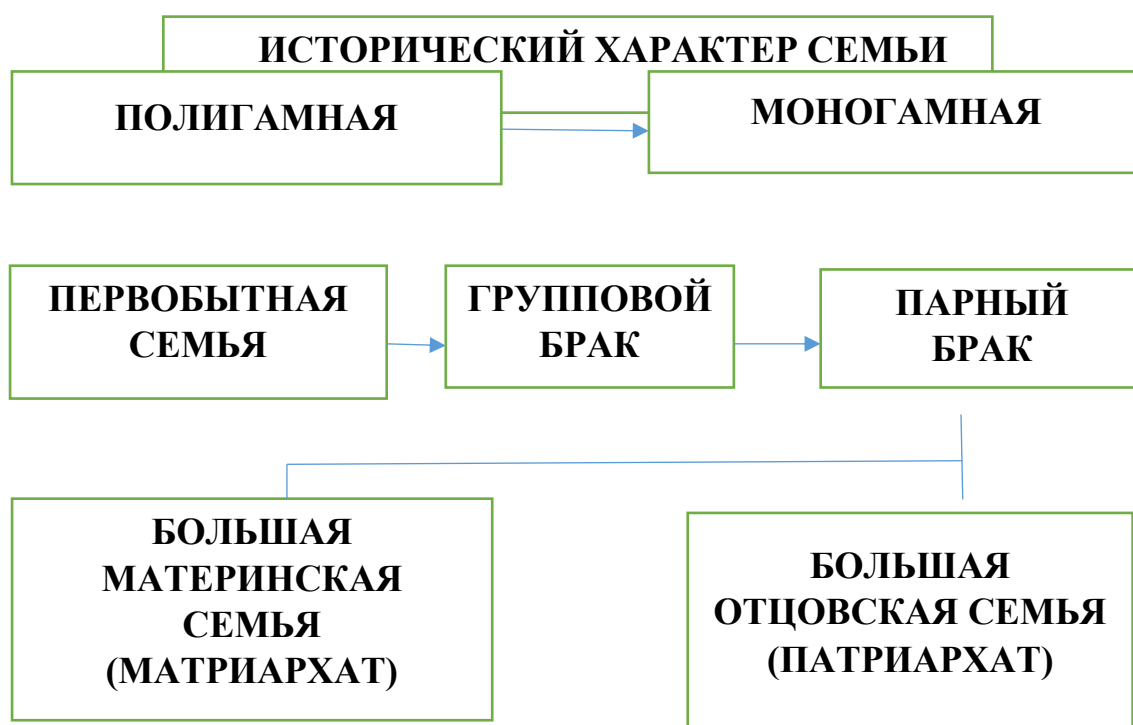 ИСТОРИЧЕСКИЙ ХАРАКТЕР СЕМЬИ
ПОЛИГАМНАЯ
МОНОГАМНАЯ
ПЕРВОБЫТНАЯ
СЕМЬЯ
ГРУППОВОЙ
БРАК
ПАРНЫЙ
БРАК
БОЛЬШАЯ
МАТЕРИНСКАЯ
СЕМЬЯ
(МАТРИАРХАТ)
БОЛЬШАЯ
ОТЦОВСКАЯ СЕМЬЯ
(ПАТРИАРХАТ)